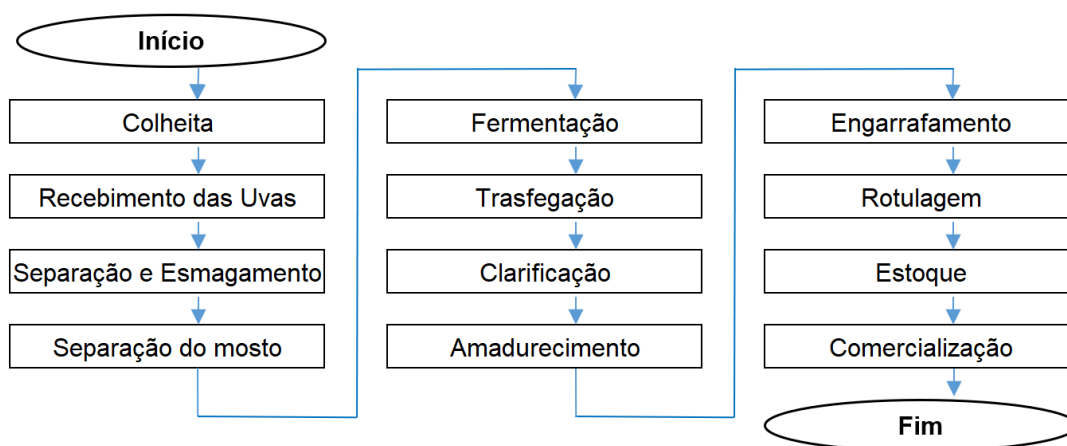 Início
Colheita
Recebimento das Uvas
Separação e Esmagamento
Separação do mosto
Fermentação
Trasfegação
Clarificação
Amadurecimento
Engarrafamento
Rotulagem
Estoque
Comercialização
Fim